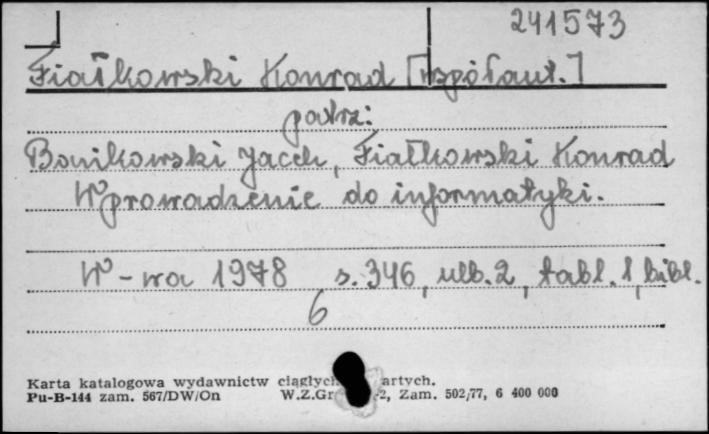 241573
Fiałkowski Konrad [współaut.]
patrz:
Bonikowski Jacek, Fiałkowski Konrad
Wprowadzenie do informatyki.
W-wa 1978 s. 346, ulb. 2, tabl. 1, bibl.
6
Karta katalogowa wydawnictw ciągłych artych.
Pu-B-144 zam. 567/DW/On W.Z.Gr -2, Zam. 502/77, 6 400 000